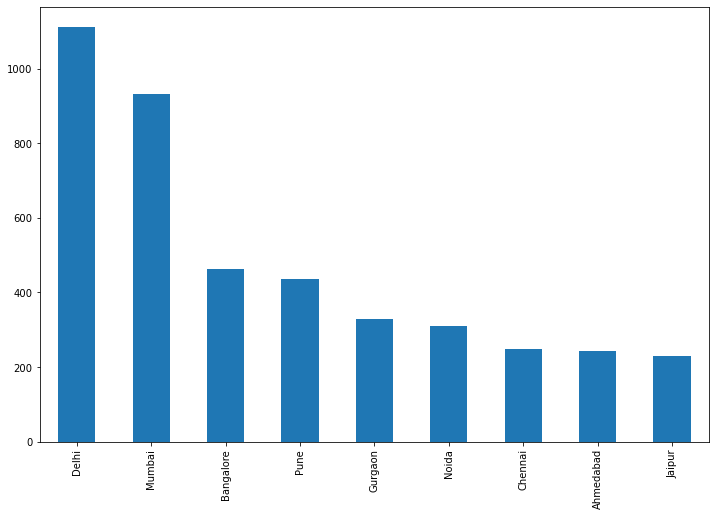 1000
800
600
400
200
0
Delhi
Mumbai
Bangalore
Pune
Gurgaon
Noida
Chennai
Ahmedabad
Jaipur